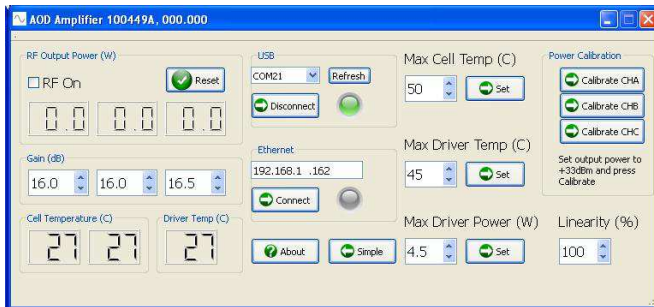 AOD Amplifier 100449A, 000.000
RF Output Power (W)
RF On
Reset
0.0 0.0 0.0
Gain (dB)
16.0 16.0 16.5
Cell Temperature (C)
27 27
Driver Temp (C)
27
USB
COM21
Refresh
Disconnect
Ethernet
192.168.1 .162
Connect
About
Simple
Max Cell Temp (C)
50
Set
Max Driver Temp (C)
45
Set
Max Driver Power (W)
4.5
Set
Power Calibration
Calibrate CHA
Calibrate CHB
Calibrate CHC
Set output power to
+33dBm and press
Calibrate
Linearity (%)
100